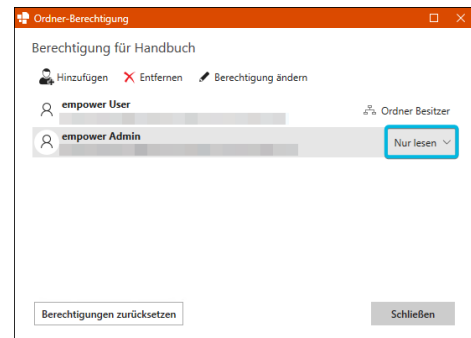 Ordner-Berechtigung
Berechtigung für Handbuch
Hinzufügen Entfernen Berechtigung ändern
empower User
Ordner Besitzer
empower Admin
Nur lesen
Berechtigungen zurücksetzen Schließen